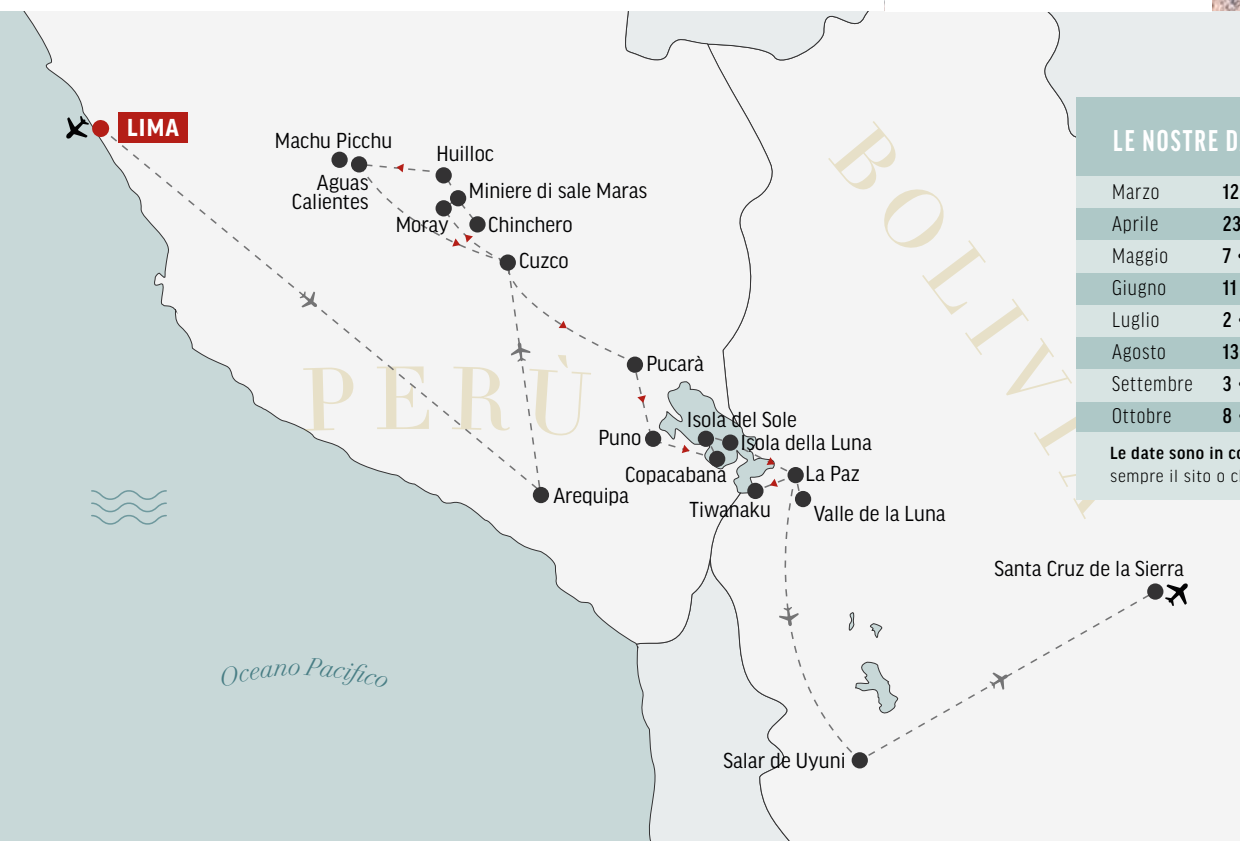 LIMA
Machu Picchu
Huilloc
Aguas
Calientes
Miniere di sale Maras
Moray
Chinchero
Cuzco
PERÙ
BOLIVIA
Pucarà
Isola del Sole
Puno
Isola della Luna
Copacabana
La Paz
Arequipa
Tiwanaku
Valle de la Luna
Santa Cruz de la Sierra
Oceano Pacifico
Salar de Uyuni
LE NOSTRE D
Marzo 12
Aprile 23
Maggio 7
Giugno 11
Luglio 2
Agosto 13
Settembre 3
Ottobre 8
Le date sono in
sempre il sito o